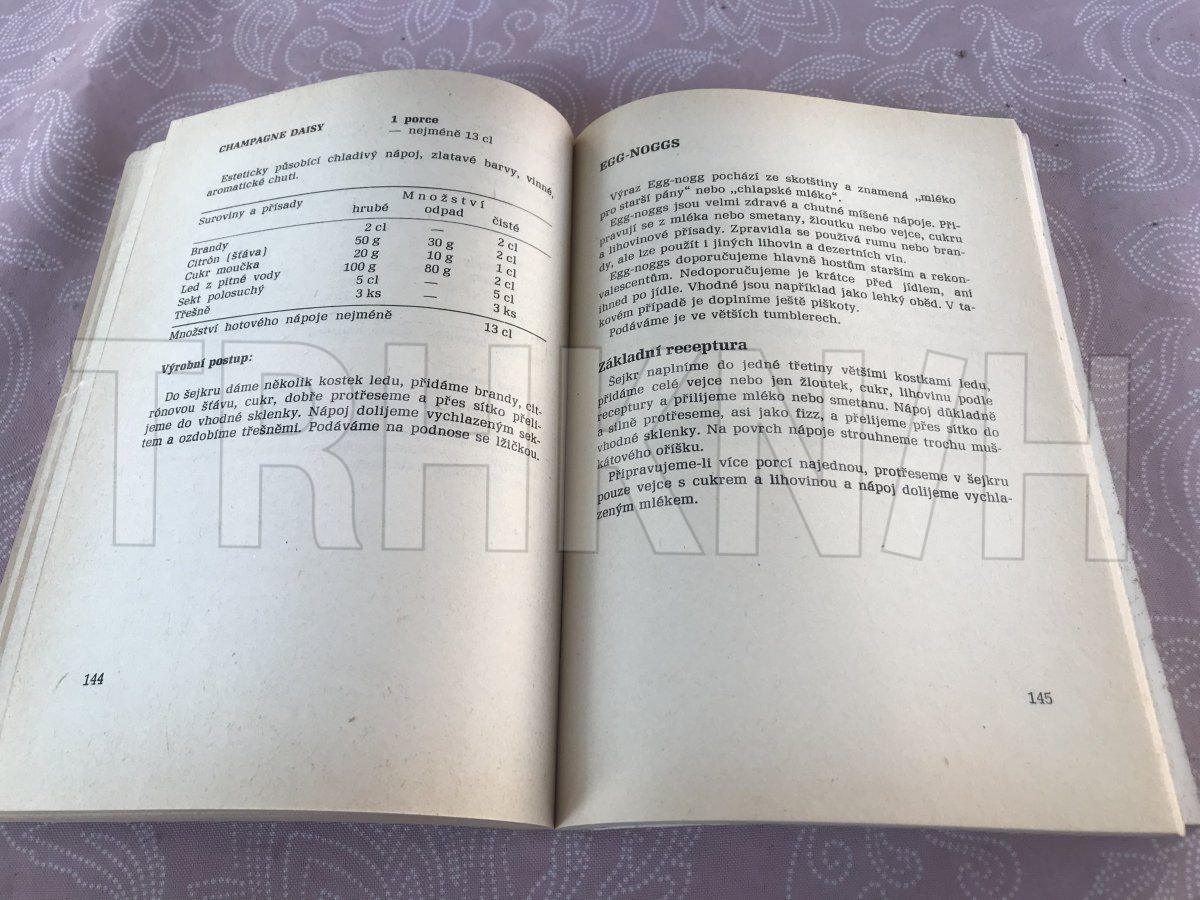 CHAMPAGNE DAISY
1 porce
— nejméně 13 cl
Esteticky působící chladivý nápoj, zlatavé barvy, vinné,
aromatické chuti.
Suroviny a přísady
Množství
hrubé odpad čisté
Brandy 2 cl — 2 cl
Citrón (šťáva) 50 g 30 g 2 cl
Cukr moučka 20 g 10 g 1 cl
Led z pitné vody 100 g 80 g 2 cl
Sekt polosuchý 5 cl — 5 cl
Třešně 3 ks — 3 ks
Množství hotového nápoje nejméně 13 cl
Výrobní postup:
Do šejkru dáme několik kostek ledu, přidáme brandy, cit-
rónovou šťávu, cukr, dobře protřeseme a přes sítko přeli-
jeme do vhodné sklenky. Nápoj dolijeme vychlazeným sek-
tem a ozdobíme třešněmi. Podáváme na podnose se lžičkou.
144
EGG-NOGGS
Výraz Egg-nogg pochází ze skotštiny a znamená „mléko
pro starší pány“ nebo „chlapské mléko“.
Egg-noggs jsou velmi zdravé a chutné míšené nápoje. Při-
pravují se z mléka nebo smetany, žloutku nebo vejce, cukru
a lihovinové přísady. Zpravidla se používá rumu nebo bran-
dy, ale lze použít i jiných lihovin a dezertních vín.
Egg-noggs doporučujeme hlavně hostům starším a rekon-
valescentům. Nedoporučujeme je krátce před jídlem, ani
ihned po jídle. Vhodné jsou například jako lehký oběd. V ta-
kovém případě je doplníme ještě piškoty.
Podáváme je ve větších tumblerech.
Základní receptura
Šejkr naplníme do jedné třetiny většími kostkami ledu,
přidáme celé vejce nebo jen žloutek, cukr, lihovinu podle
receptury a přilijeme mléko nebo smetanu. Nápoj důkladně
a silně protřeseme, asi jako fizz, a přelijeme přes sítko do
vhodné sklenky. Na povrch nápoje strouhneme trochu muš-
kátového oříšku.
Připravujeme-li více porcí najednou, protřeseme v šejkru
pouze vejce s cukrem a lihovinou a nápoj dolijeme vychla-
zeným mlékem.
145
TRHKNIH